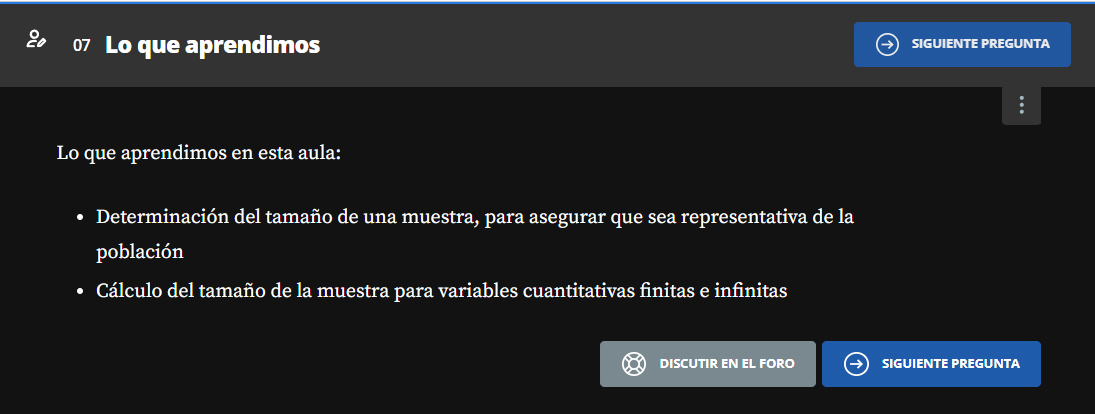 07 Lo que aprendimos
SIGUIENTE PREGUNTA
Lo que aprendimos en esta aula:
• Determinación del tamaño de una muestra, para asegurar que sea representativa de la
población
• Cálculo del tamaño de la muestra para variables cuantitativas finitas e infinitas
DISCUTIR EN EL FORO
SIGUIENTE PREGUNTA